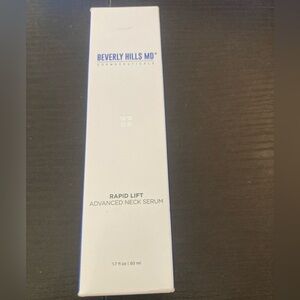 BEVERLY HILLS MD®
COSMECEUTICALS
RAPID LIFT
ADVANCED NECK SERUM
1.7 fl oz | 50 ml